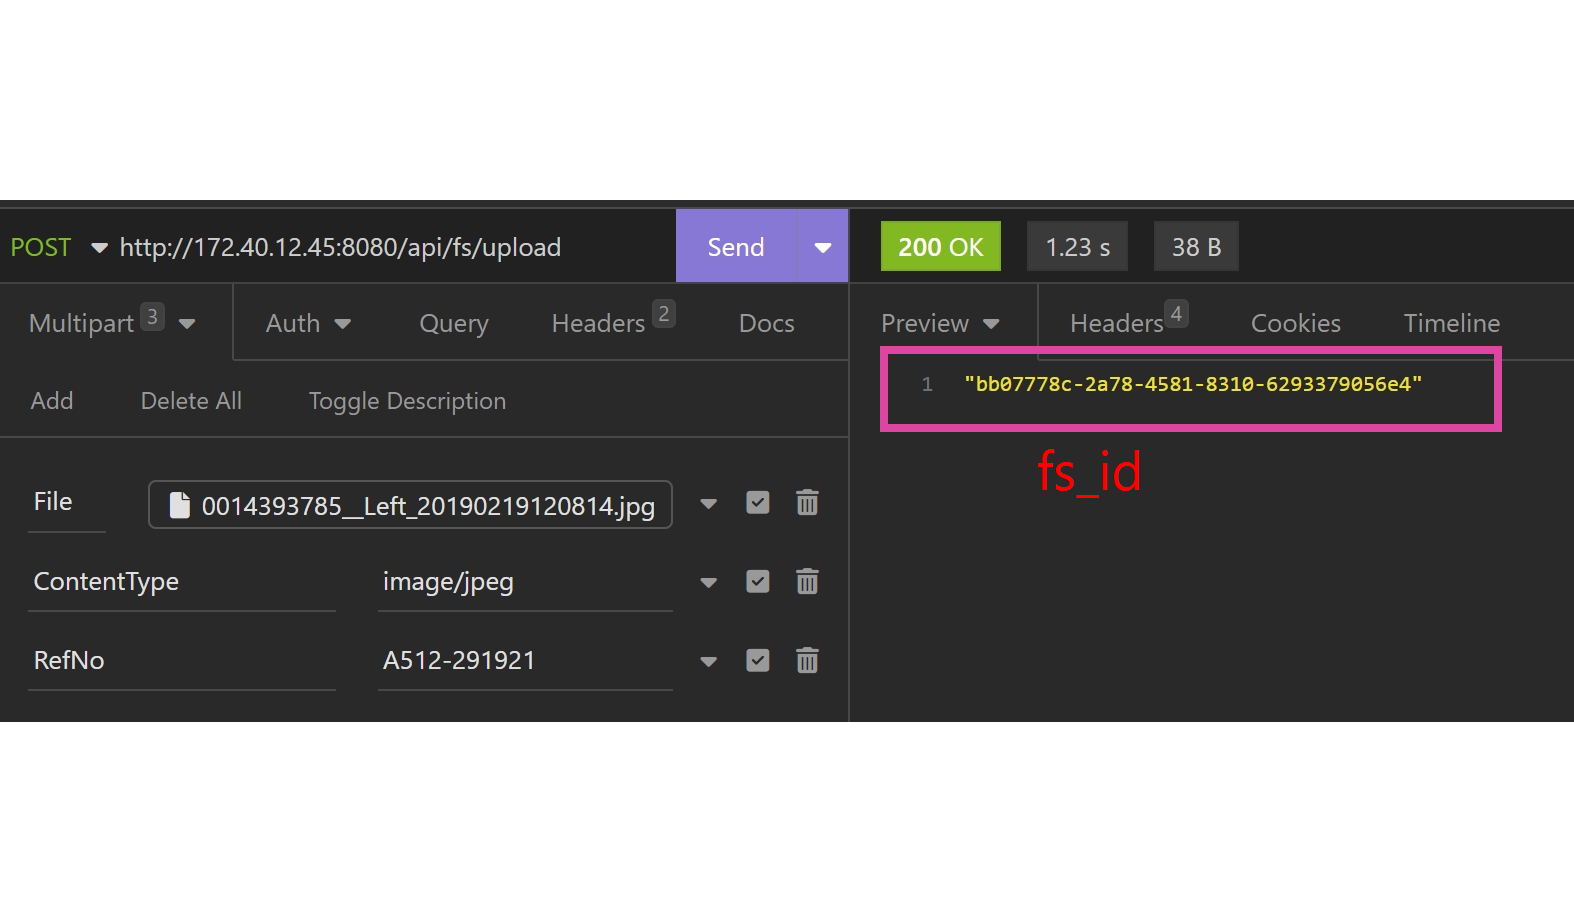 POST http://172.40.12.45:8080/api/fs/upload Send 200 OK 1.23 s 38 B
Multipart 3 Auth Query Headers 2 Docs Preview Headers 4 Cookies Timeline
1 "bb07778c-2a78-4581-8310-6293379056e4"
Add Delete All Toggle Description
fs_id
File 0014393785__Left_20190219120814.jpg
ContentType image/jpeg
RefNo A512-291921